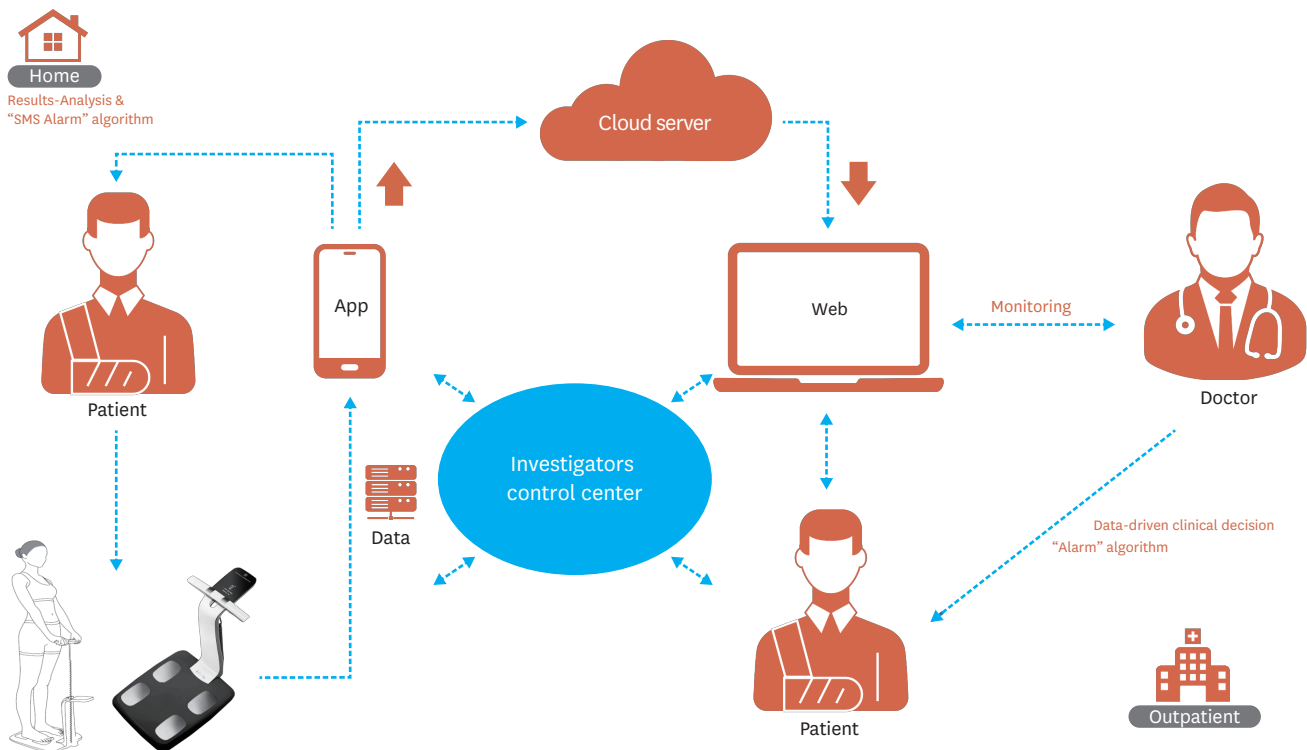 Home
Results-Analysis &
“SMS Alarm” algorithm
Cloud server
App
Web
Monitoring
Patient
Doctor
Investigators
control center
Data
Data-driven clinical decision
“Alarm” algorithm
Patient
Outpatient